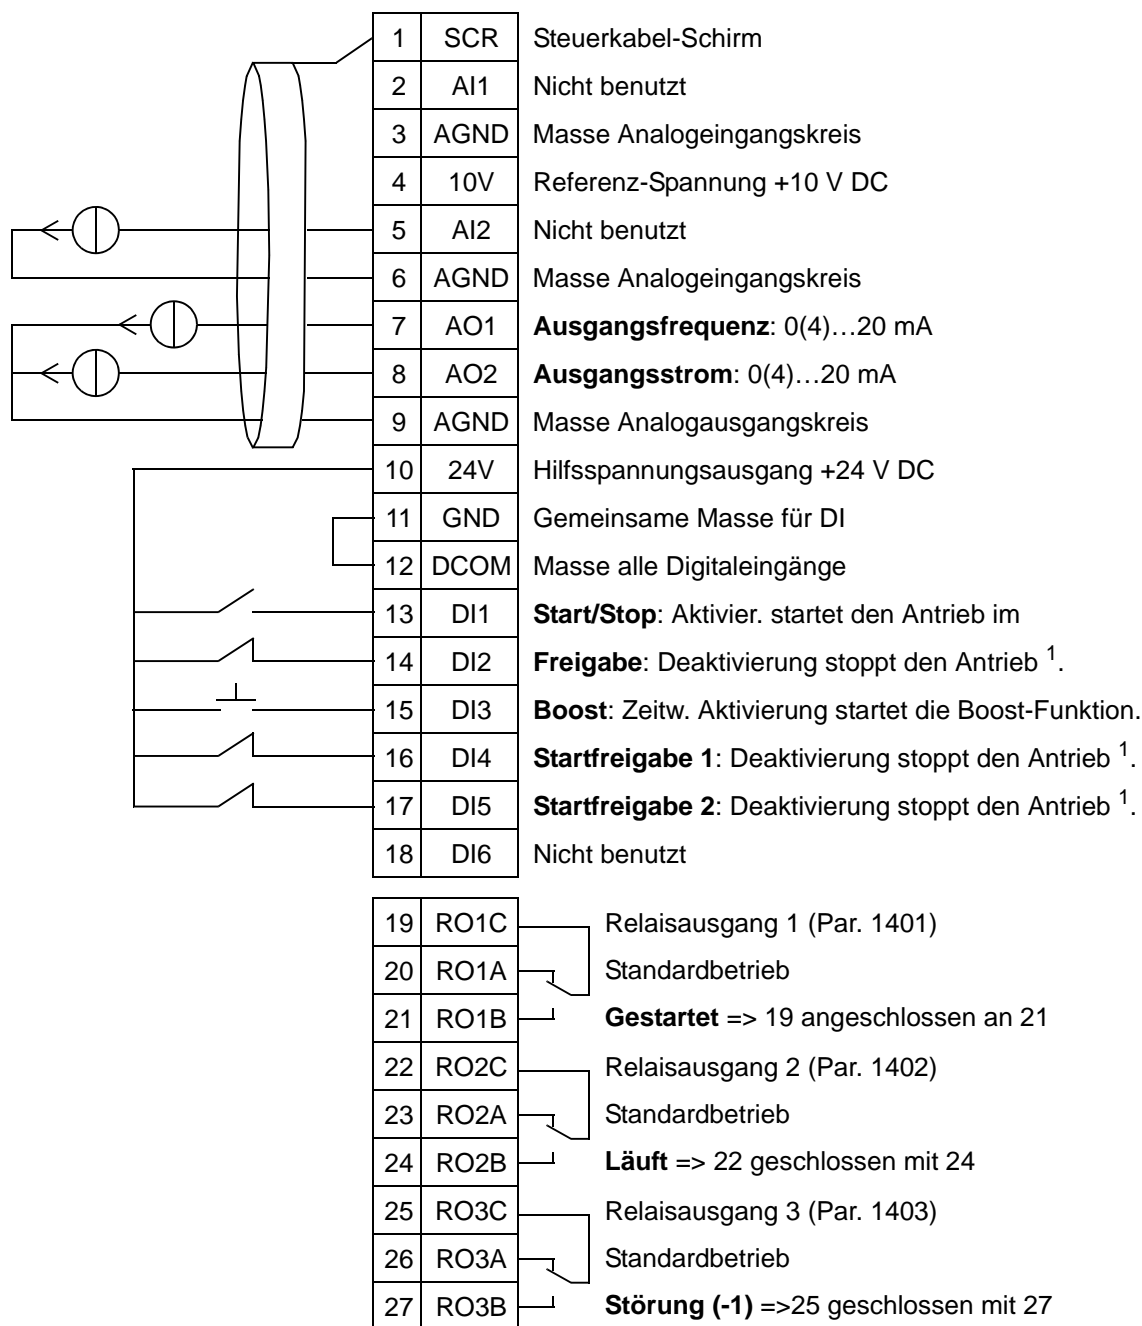 1 SCR Steuerkabel-Schirm
2 AI1 Nicht benutzt
3 AGND Masse Analogeingangskreis
4 10V Referenz-Spannung +10 V DC
5 AI2 Nicht benutzt
6 AGND Masse Analogeingangskreis
7 AO1 Ausgangsfrequenz: 0(4)…20 mA
8 AO2 Ausgangsstrom: 0(4)…20 mA
9 AGND Masse Analogausgangskreis
10 24V Hilfsspannungsausgang +24 V DC
11 GND Gemeinsame Masse für DI
12 DCOM Masse alle Digitaleingänge
13 DI1 Start/Stop: Aktivier. startet den Antrieb im
14 DI2 Freigabe: Deaktivierung stoppt den Antrieb 1.
15 DI3 Boost: Zeitw. Aktivierung startet die Boost-Funktion.
16 DI4 Startfreigabe 1: Deaktivierung stoppt den Antrieb 1.
17 DI5 Startfreigabe 2: Deaktivierung stoppt den Antrieb 1.
18 DI6 Nicht benutzt
19 RO1C Relaisausgang 1 (Par. 1401)
20 RO1A Standardbetrieb
21 RO1B Gestartet => 19 angeschlossen an 21
22 RO2C Relaisausgang 2 (Par. 1402)
23 RO2A Standardbetrieb
24 RO2B Läuft => 22 geschlossen mit 24
25 RO3C Relaisausgang 3 (Par. 1403)
26 RO3A Standardbetrieb
27 RO3B Störung (-1) =>25 geschlossen mit 27